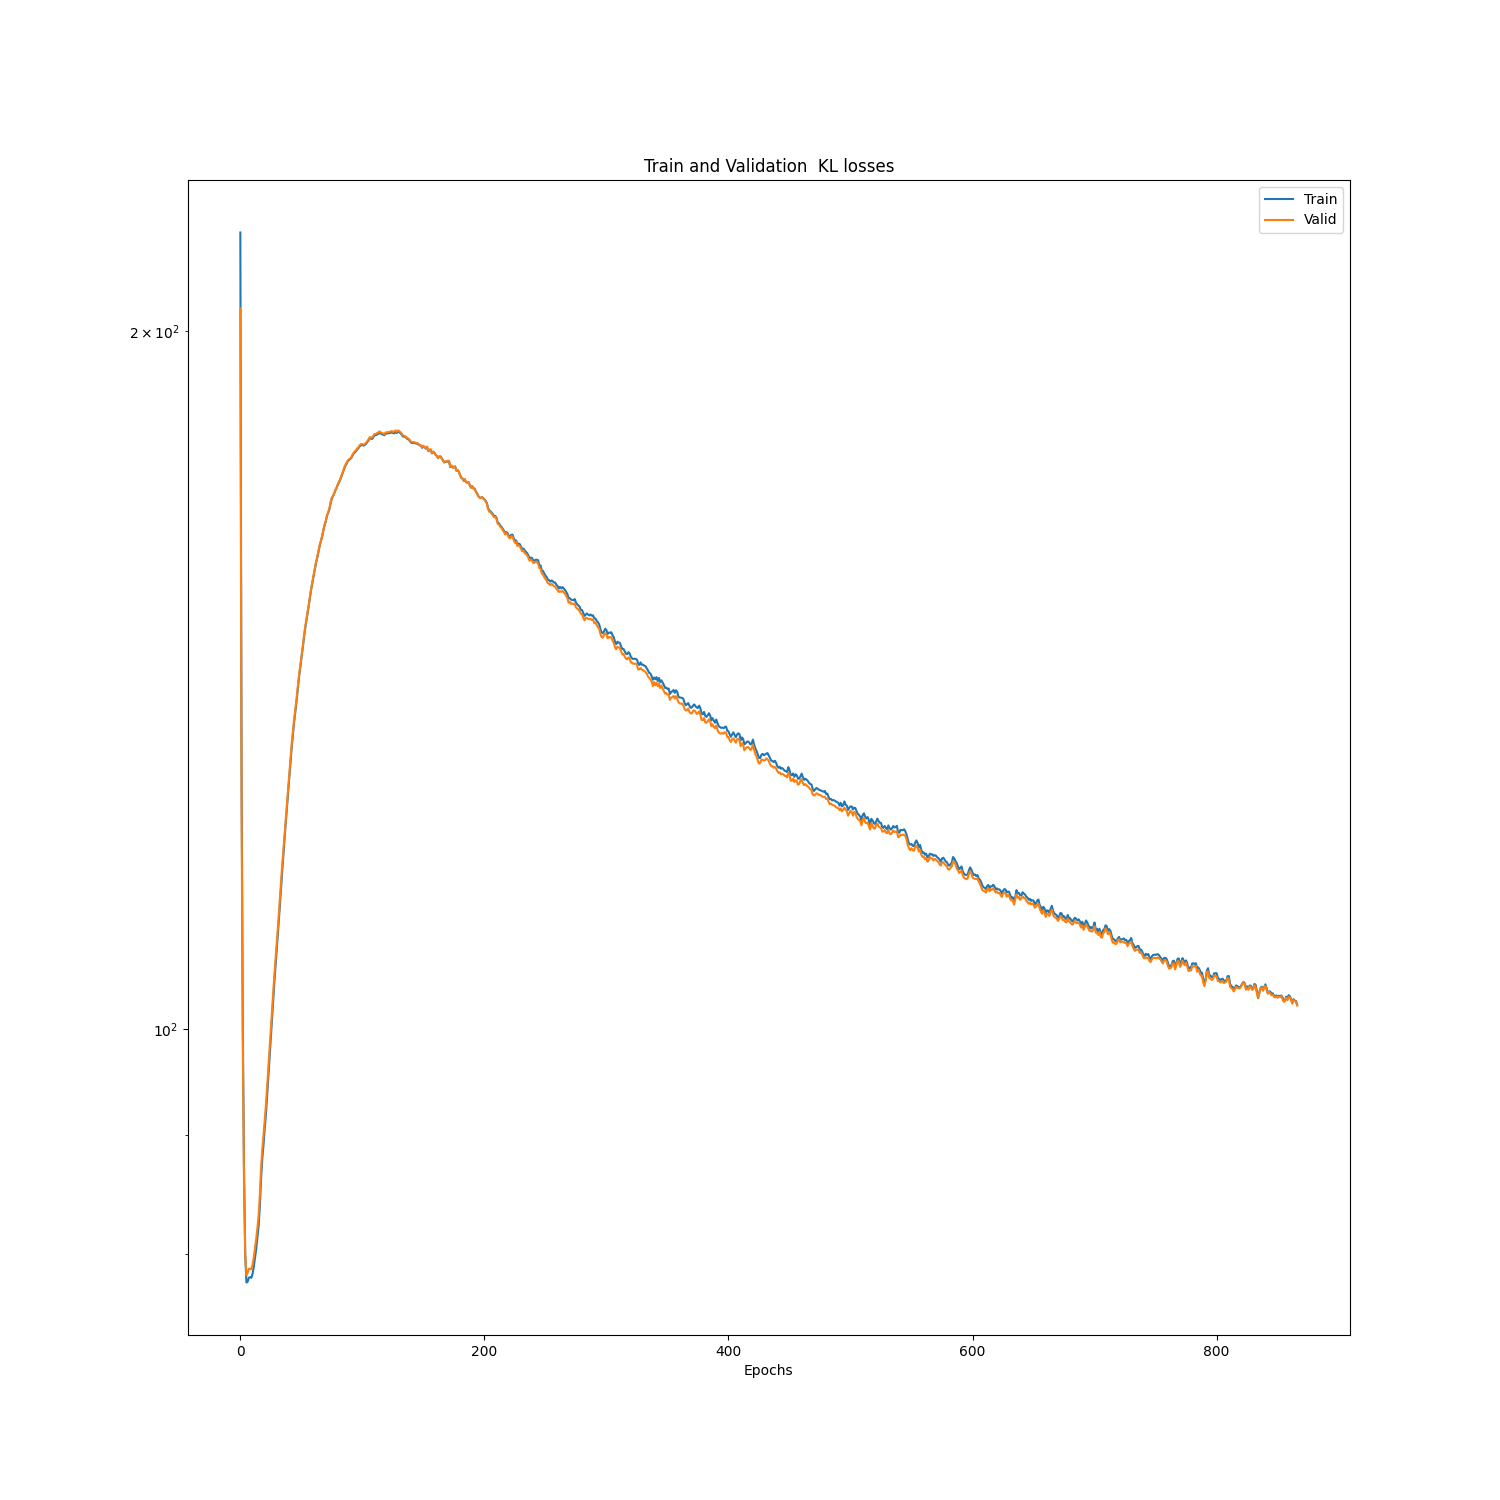 Train and Validation  KL losses
Train
Valid
2 × 10²
10²
0 200 400 600 800
Epochs